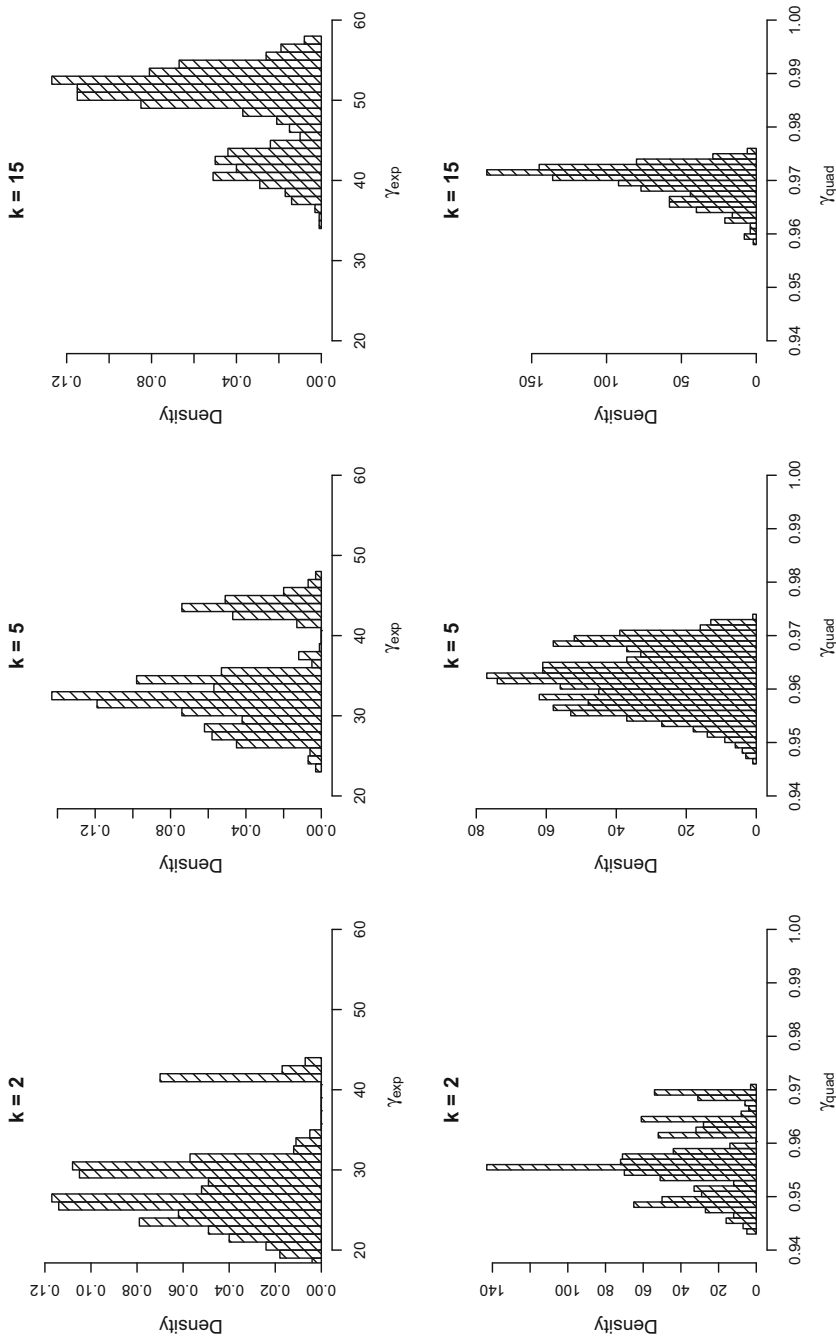 k = 2
Density
0.00 0.02 0.04 0.06 0.08 0.10 0.12
20 30 40 50 60
γexp
k = 5
Density
0.00 0.04 0.08 0.12
20 30 40 50 60
γexp
k = 15
Density
0.00 0.04 0.08 0.12
20 30 40 50 60
γexp
k = 2
Density
0 20 40 60 80 100 140
0.94 0.95 0.96 0.97 0.98 0.99 1.00
γquad
k = 5
Density
0 20 40 60 80
0.94 0.95 0.96 0.97 0.98 0.99 1.00
γquad
k = 15
Density
0 50 100 150
0.94 0.95 0.96 0.97 0.98 0.99 1.00
γquad